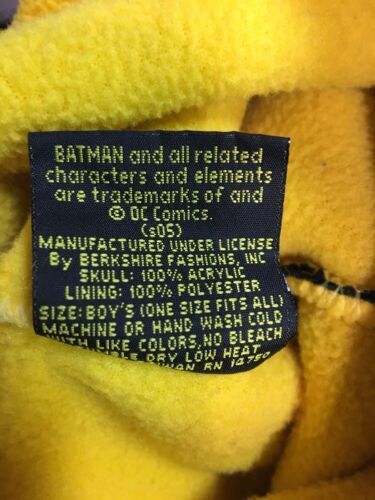 BATMAN and all related
characters and elements
are trademarks of and
© DC Comics.
(s05)
MANUFACTURED UNDER LICENSE
By BERKSHIRE FASHIONS, INC
SKULL: 100% ACRYLIC
LINING: 100% POLYESTER
SIZE: BOY'S (ONE SIZE FITS ALL)
MACHINE OR HAND WASH COLD
WITH LIKE COLORS, NO BLEACH
DRY LOW HEAT
RN 14750